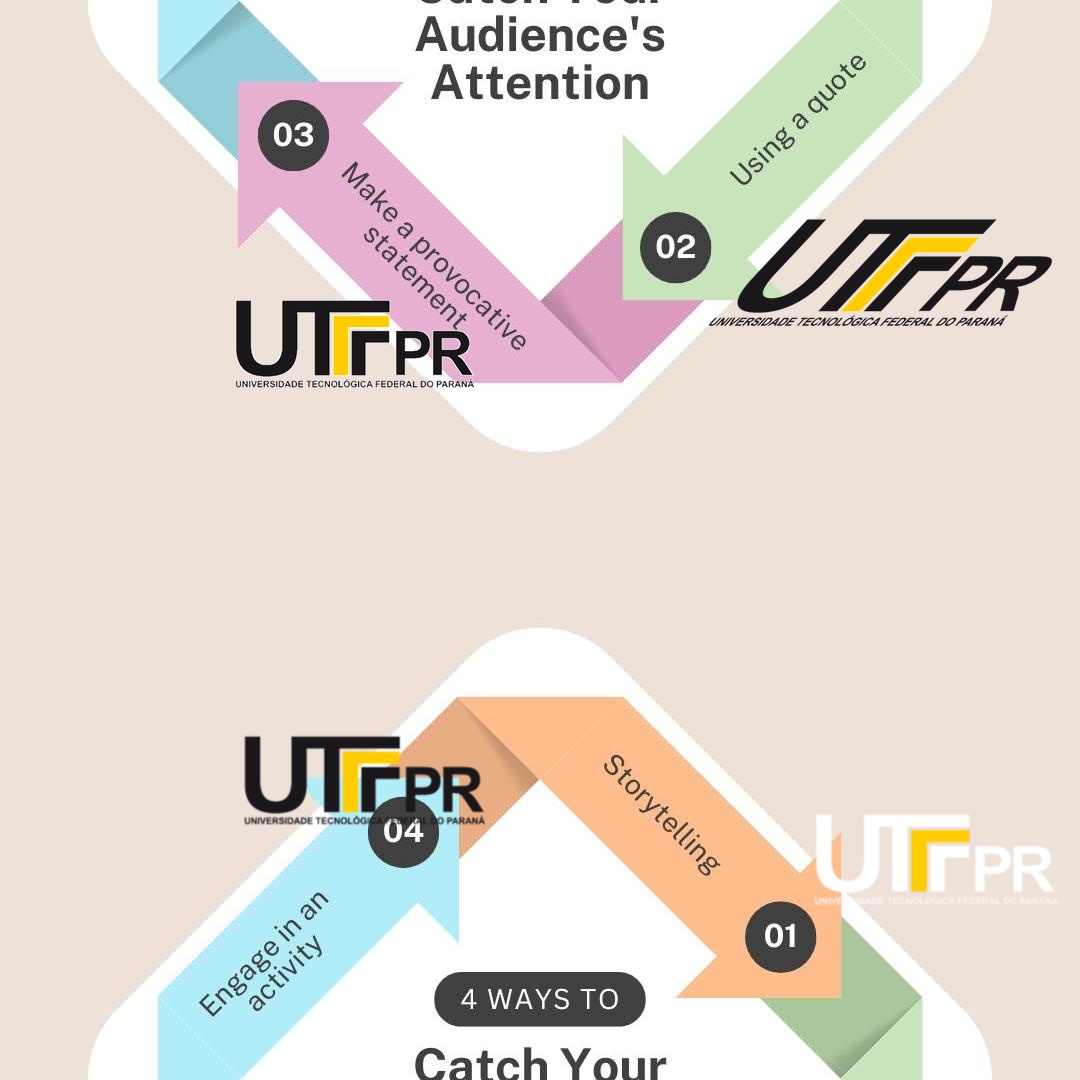 Catch Your
Audience's
Attention
Using a quote
03
Make a provocative
statement
02
UTFPR
UNIVERSIDADE TECNOLÓGICA FEDERAL DO PARANÁ
UTFPR
UNIVERSIDADE TECNOLÓGICA FEDERAL DO PARANÁ
UTFPR
UNIVERSIDADE TECNOLÓGICA FEDERAL DO PARANÁ
04
Storytelling
UTFPR
UNIVERSIDADE TECNOLÓGICA FEDERAL DO PARANÁ
01
Engage in an
activity
4 WAYS TO
Catch Your